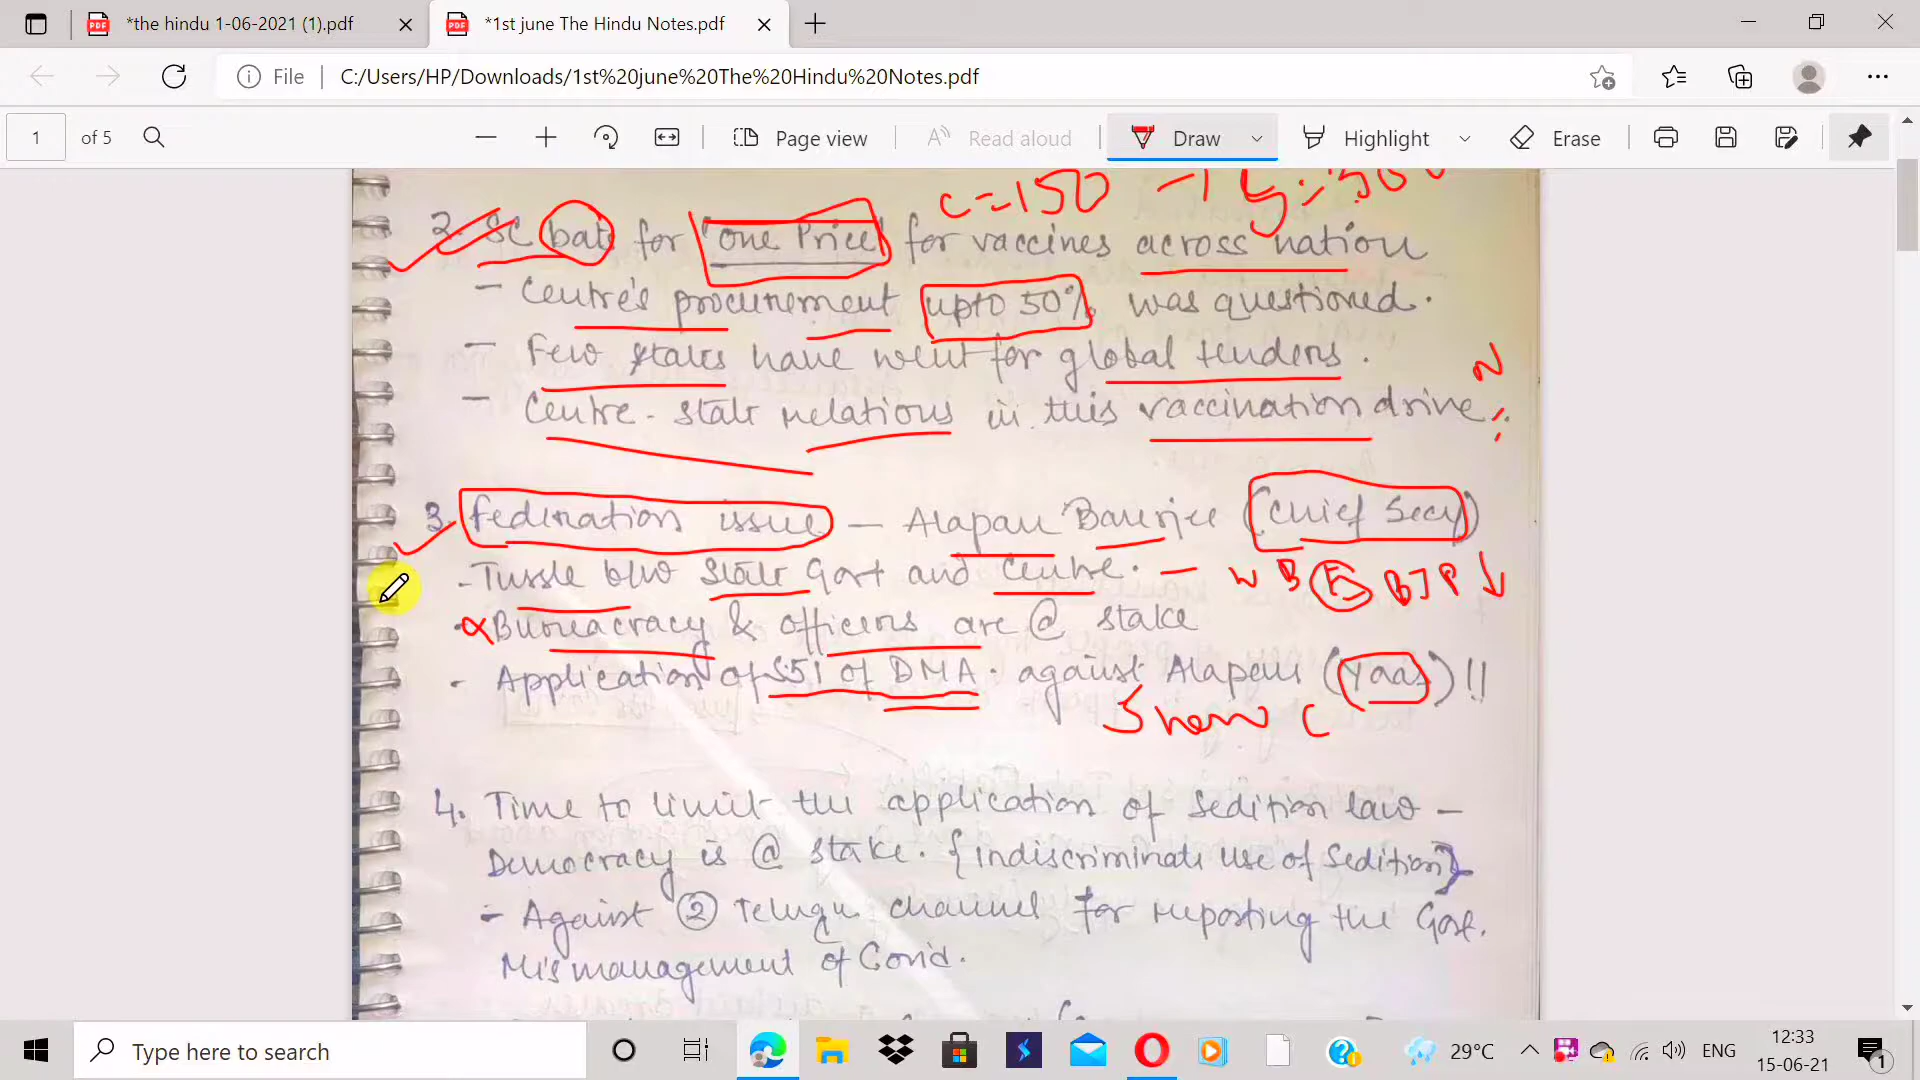 *the hindu 1-06-2021 (1).pdf
*1st june The Hindu Notes.pdf
File
C:/Users/HP/Downloads/1st%20june%20The%20Hindu%20Notes.pdf
1 of 5
Page view
Read aloud
Draw
Highlight
Erase
c=150
2. SC bats for 'one Price' for vaccines across nation
- Centre's procurement upto 50% was questioned.
- Few states have went for global tenders.
- Centre-state relations in this vaccination drive
N
3. Federation issue - Alapan Banerjee (Chief Secy)
- Tussle b/w State Govt and Centre. - W B E BJP ↓
Bureacracy & officers are @ stake
- Application of S.51 of DMA. against Alapan (Yaas) !!
Show C
4. Time to limit the application of Sedition law -
Democracy is @ stake. {Indiscriminate use of Sedition}
- Against ② Telugu channel for reporting the Govt.
Mismanagement of Covid.
Type here to search
29°C
ENG
12:33
15-06-21
1